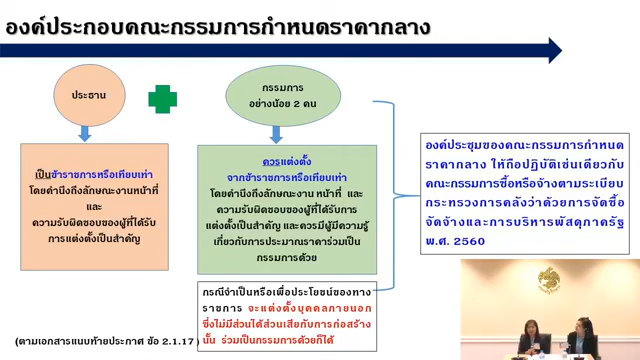 องค์ประกอบคณะกรรมการกำหนดราคากลาง
ประธาน
กรรมการ
อย่างน้อย 2 คน
เป็นข้าราชการหรือเทียบเท่า
โดยคำนึงถึงลักษณะงานหน้าที่
และ
ความรับผิดชอบของผู้ที่ได้รับ
การแต่งตั้งเป็นสำคัญ
ควรแต่งตั้ง
จากข้าราชการหรือเทียบเท่า
โดยคำนึงถึงลักษณะงาน หน้าที่ และ
ความรับผิดชอบของผู้ที่ได้รับการ
แต่งตั้งเป็นสำคัญ และควรมีผู้มีความรู้
เกี่ยวกับการประมาณราคาร่วมเป็น
กรรมการด้วย
กรณีจำเป็นหรือเพื่อประโยชน์ของทาง
ราชการ จะแต่งตั้งบุคคลภายนอก
ซึ่งไม่มีส่วนได้ส่วนเสียกับการก่อสร้าง
นั้น ร่วมเป็นกรรมการด้วยก็ได้
องค์ประชุมของคณะกรรมการกำหนด
ราคากลาง ให้ถือปฏิบัติเช่นเดียวกับ
คณะกรรมการซื้อหรือจ้างตามระเบียบ
กระทรวงการคลังว่าด้วยการจัดซื้อ
จัดจ้างและการบริหารพัสดุภาครัฐ
พ.ศ. 2560
(ตามเอกสารแนบท้ายประกาศ ข้อ 2.1.17 )